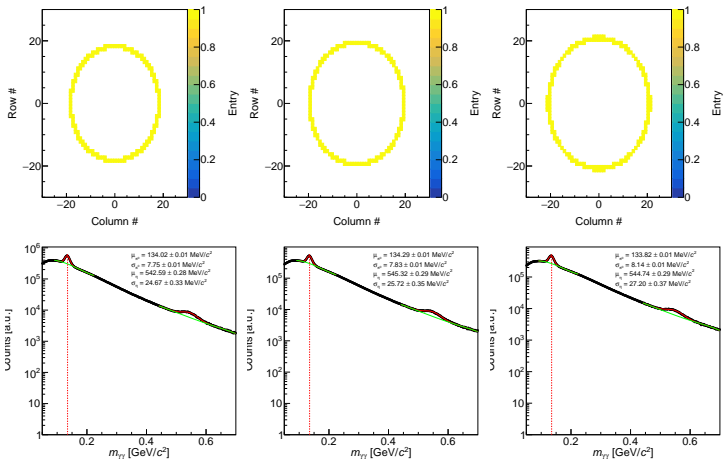 Row #
20
0
−20
−20
0
20
Column #
1
0.8
0.6
0.4
0.2
0
Entry
Row #
20
0
−20
−20
0
20
Column #
1
0.8
0.6
0.4
0.2
0
Entry
Row #
20
0
−20
−20
0
20
Column #
1
0.8
0.6
0.4
0.2
0
Entry
Counts [a.u.]
10⁶
10⁵
10⁴
10³
10²
10
1
μ̄π⁰ = 134.02 ± 0.01 MeV/c²
σπ⁰ = 7.75 ± 0.01 MeV/c²
μ̄η = 542.59 ± 0.28 MeV/c²
ση = 24.67 ± 0.33 MeV/c²
0.2
0.4
0.6
mγγ [GeV/c²]
Counts [a.u.]
10⁵
10⁴
10³
10²
10
1
μ̄π⁰ = 134.29 ± 0.01 MeV/c²
σπ⁰ = 7.83 ± 0.01 MeV/c²
μ̄η = 545.32 ± 0.29 MeV/c²
ση = 25.72 ± 0.35 MeV/c²
0.2
0.4
0.6
mγγ [GeV/c²]
Counts [a.u.]
10⁵
10⁴
10³
10²
10
1
μ̄π⁰ = 133.82 ± 0.01 MeV/c²
σπ⁰ = 8.14 ± 0.01 MeV/c²
μ̄η = 544.74 ± 0.29 MeV/c²
ση = 27.20 ± 0.37 MeV/c²
0.2
0.4
0.6
mγγ [GeV/c²]